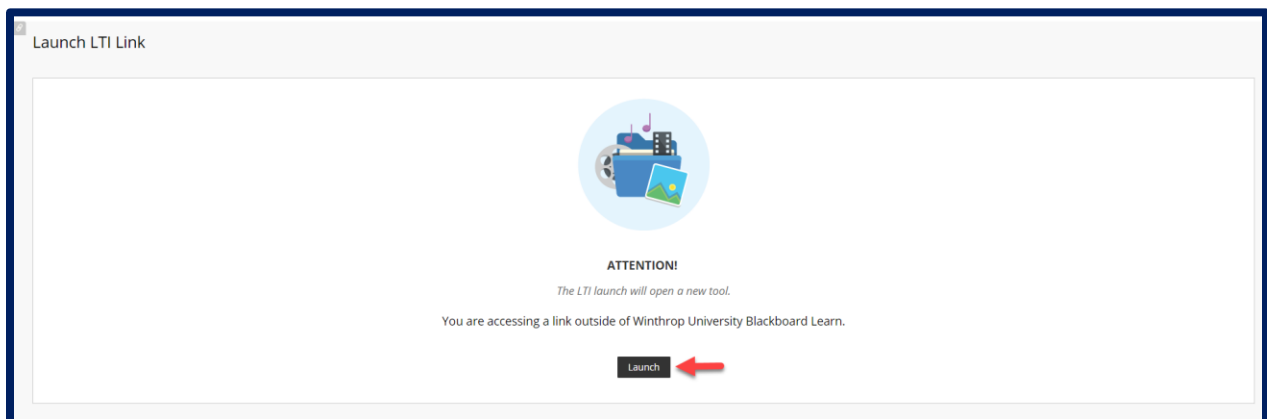 Launch LTI Link
ATTENTION!
The LTI launch will open a new tool.
You are accessing a link outside of Winthrop University Blackboard Learn.
Launch